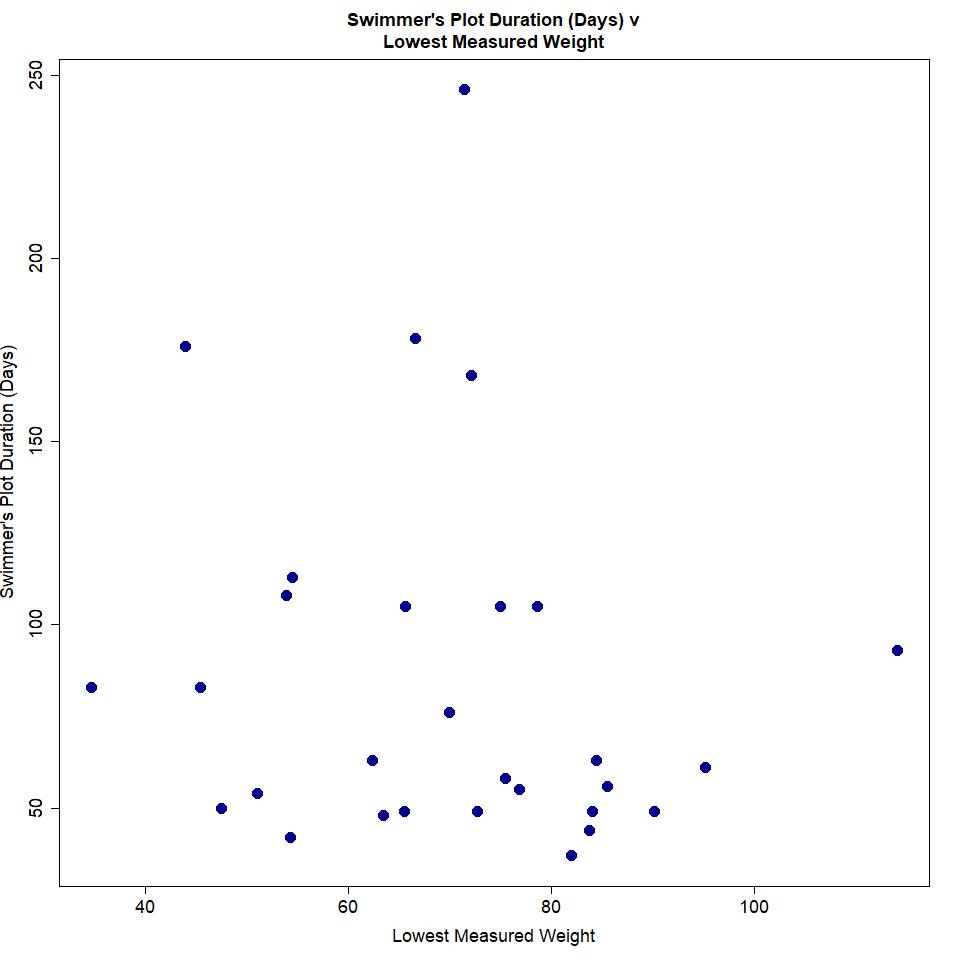 Swimmer's Plot Duration (Days) v
Lowest Measured Weight
Swimmer's Plot Duration (Days)
250
200
150
100
50
40
60
80
100
Lowest Measured Weight